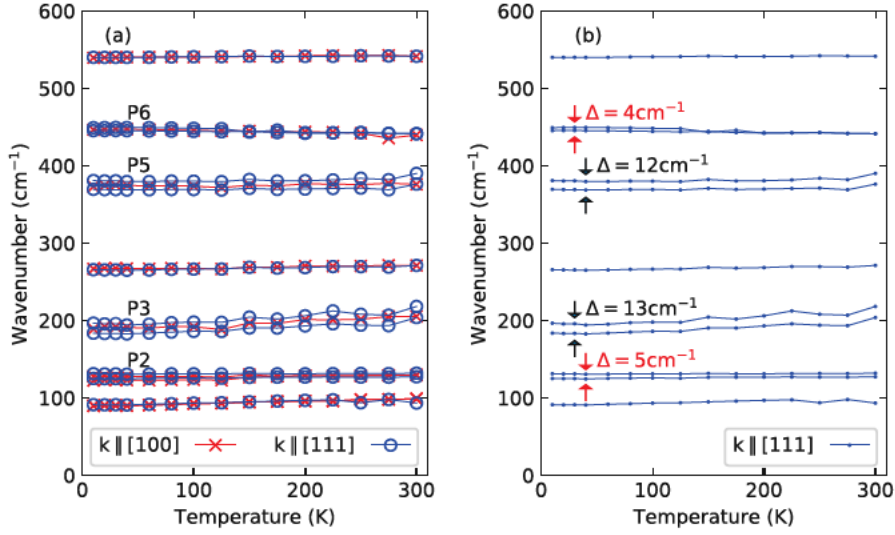 (a)
Wavenumber (cm⁻¹)
600
500
400
300
200
100
0
P6
P5
P3
P2
k ∥ [100]
k ∥ [111]
0
100
200
300
Temperature (K)
(b)
Wavenumber (cm⁻¹)
600
500
400
300
200
100
0
Δ = 4cm⁻¹
Δ = 12cm⁻¹
Δ = 13cm⁻¹
Δ = 5cm⁻¹
k ∥ [111]
0
100
200
300
Temperature (K)